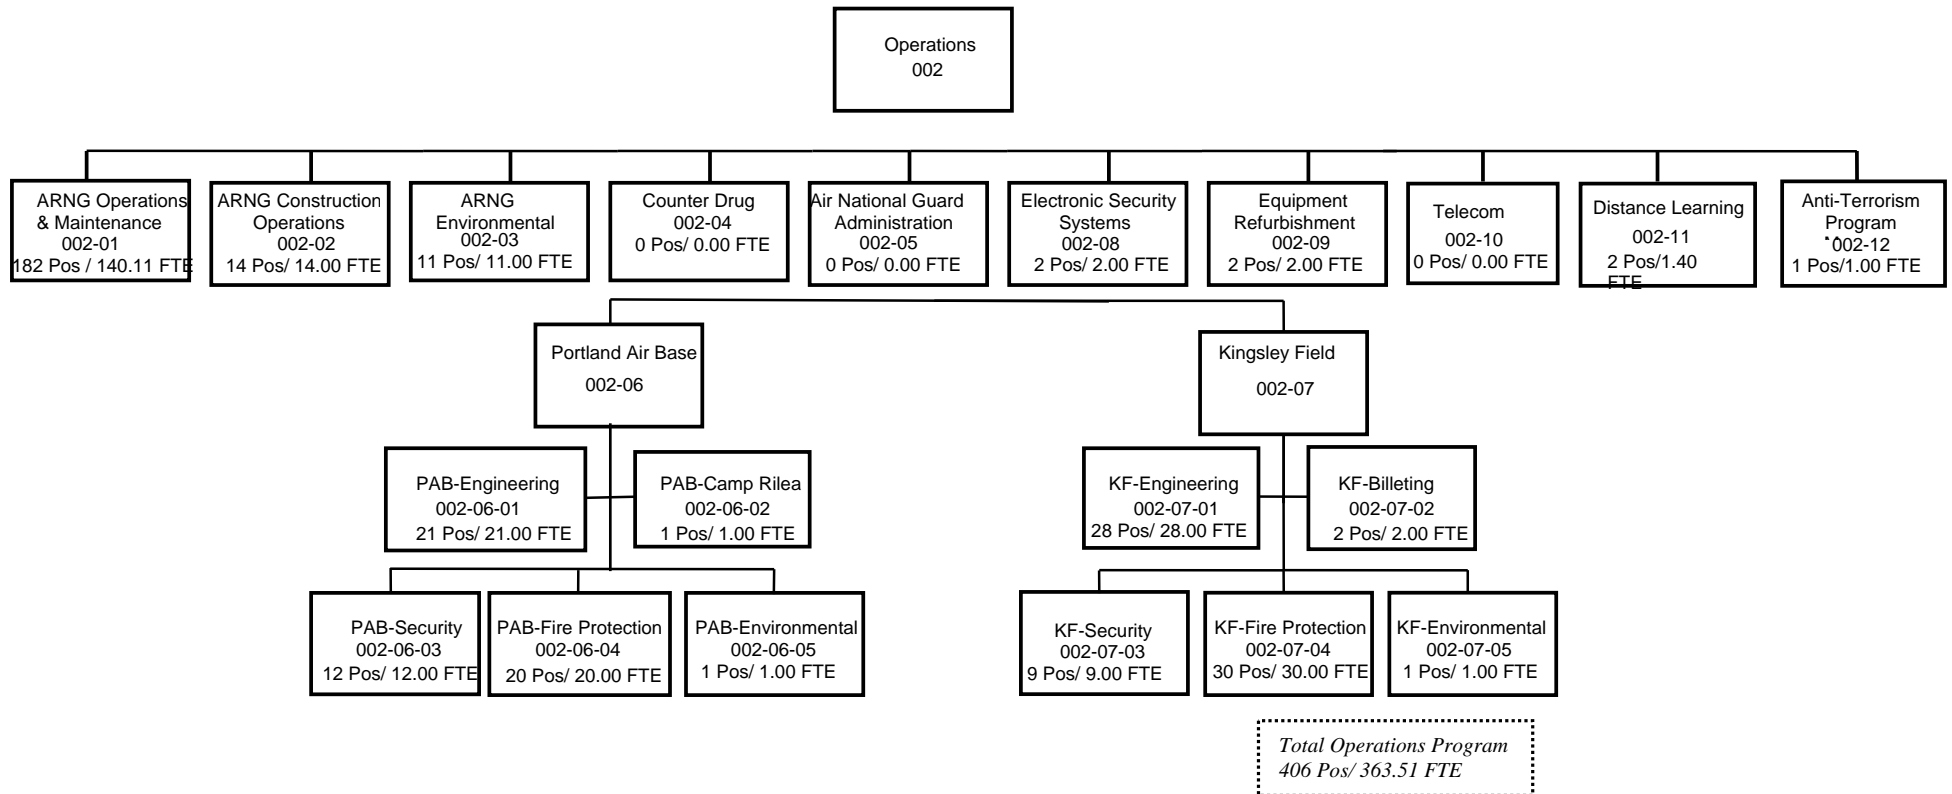 Operations
002
ARNG Operations
& Maintenance
002-01
182 Pos / 140.11 FTE
ARNG Construction
Operations
002-02
14 Pos/ 14.00 FTE
ARNG
Environmental
002-03
11 Pos/ 11.00 FTE
Counter Drug
002-04
0 Pos/ 0.00 FTE
Air National Guard
Administration
002-05
0 Pos/ 0.00 FTE
Electronic Security
Systems
002-08
2 Pos/ 2.00 FTE
Equipment
Refurbishment
002-09
2 Pos/ 2.00 FTE
Telecom
002-10
0 Pos/ 0.00 FTE
Distance Learning
002-11
2 Pos/1.40
FTE
Anti-Terrorism
Program
002-12
1 Pos/1.00 FTE
Portland Air Base
002-06
Kingsley Field
002-07
PAB-Engineering
002-06-01
21 Pos/ 21.00 FTE
PAB-Camp Rilea
002-06-02
1 Pos/ 1.00 FTE
KF-Engineering
002-07-01
28 Pos/ 28.00 FTE
KF-Billeting
002-07-02
2 Pos/ 2.00 FTE
PAB-Security
002-06-03
12 Pos/ 12.00 FTE
PAB-Fire Protection
002-06-04
20 Pos/ 20.00 FTE
PAB-Environmental
002-06-05
1 Pos/ 1.00 FTE
KF-Security
002-07-03
9 Pos/ 9.00 FTE
KF-Fire Protection
002-07-04
30 Pos/ 30.00 FTE
KF-Environmental
002-07-05
1 Pos/ 1.00 FTE
Total Operations Program
406 Pos/ 363.51 FTE